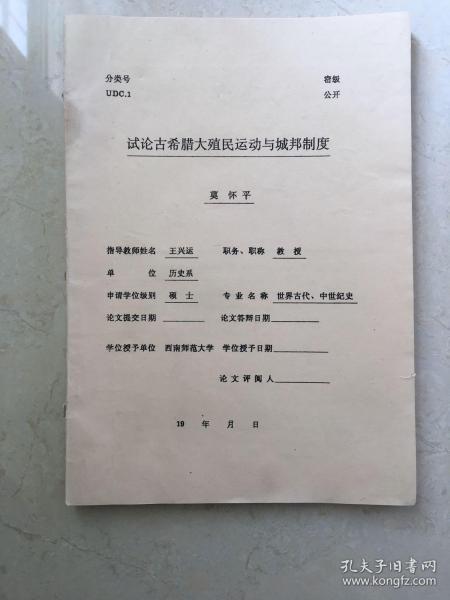 分类号 密级
UDC.1 公开
试论古希腊大殖民运动与城邦制度
莫怀平
指导教师姓名 王兴运 职务、职称 教授
单位 历史系
申请学位级别 硕士 专业名称 世界古代、中世纪史
论文提交日期 论文答辩日期
学位授予单位 西南师范大学 学位授予日期
论文评阅人
19 年 月 日
孔夫子旧书网
www.kongfz.com